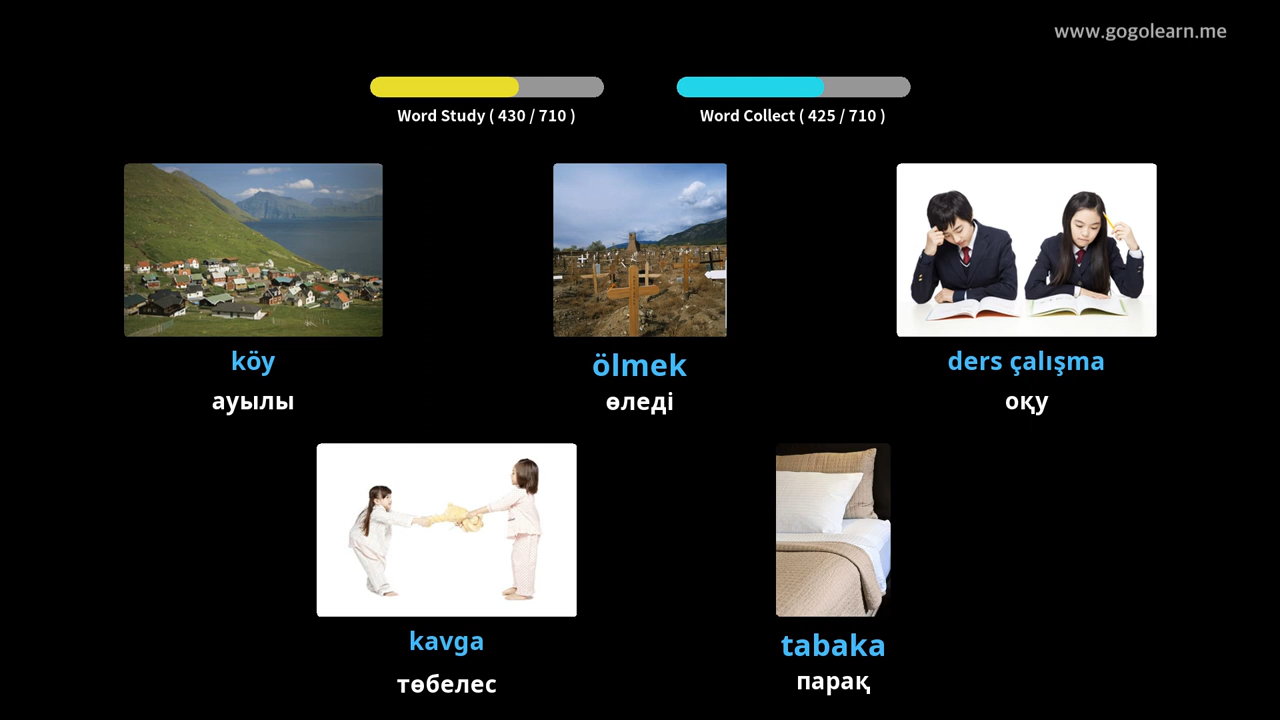 www.gogolearn.me
Word Study ( 430 / 710 )
Word Collect ( 425 / 710 )
köy
ауылы
ölmek
өледі
ders çalışma
оқу
kavga
төбелес
tabaka
парақ